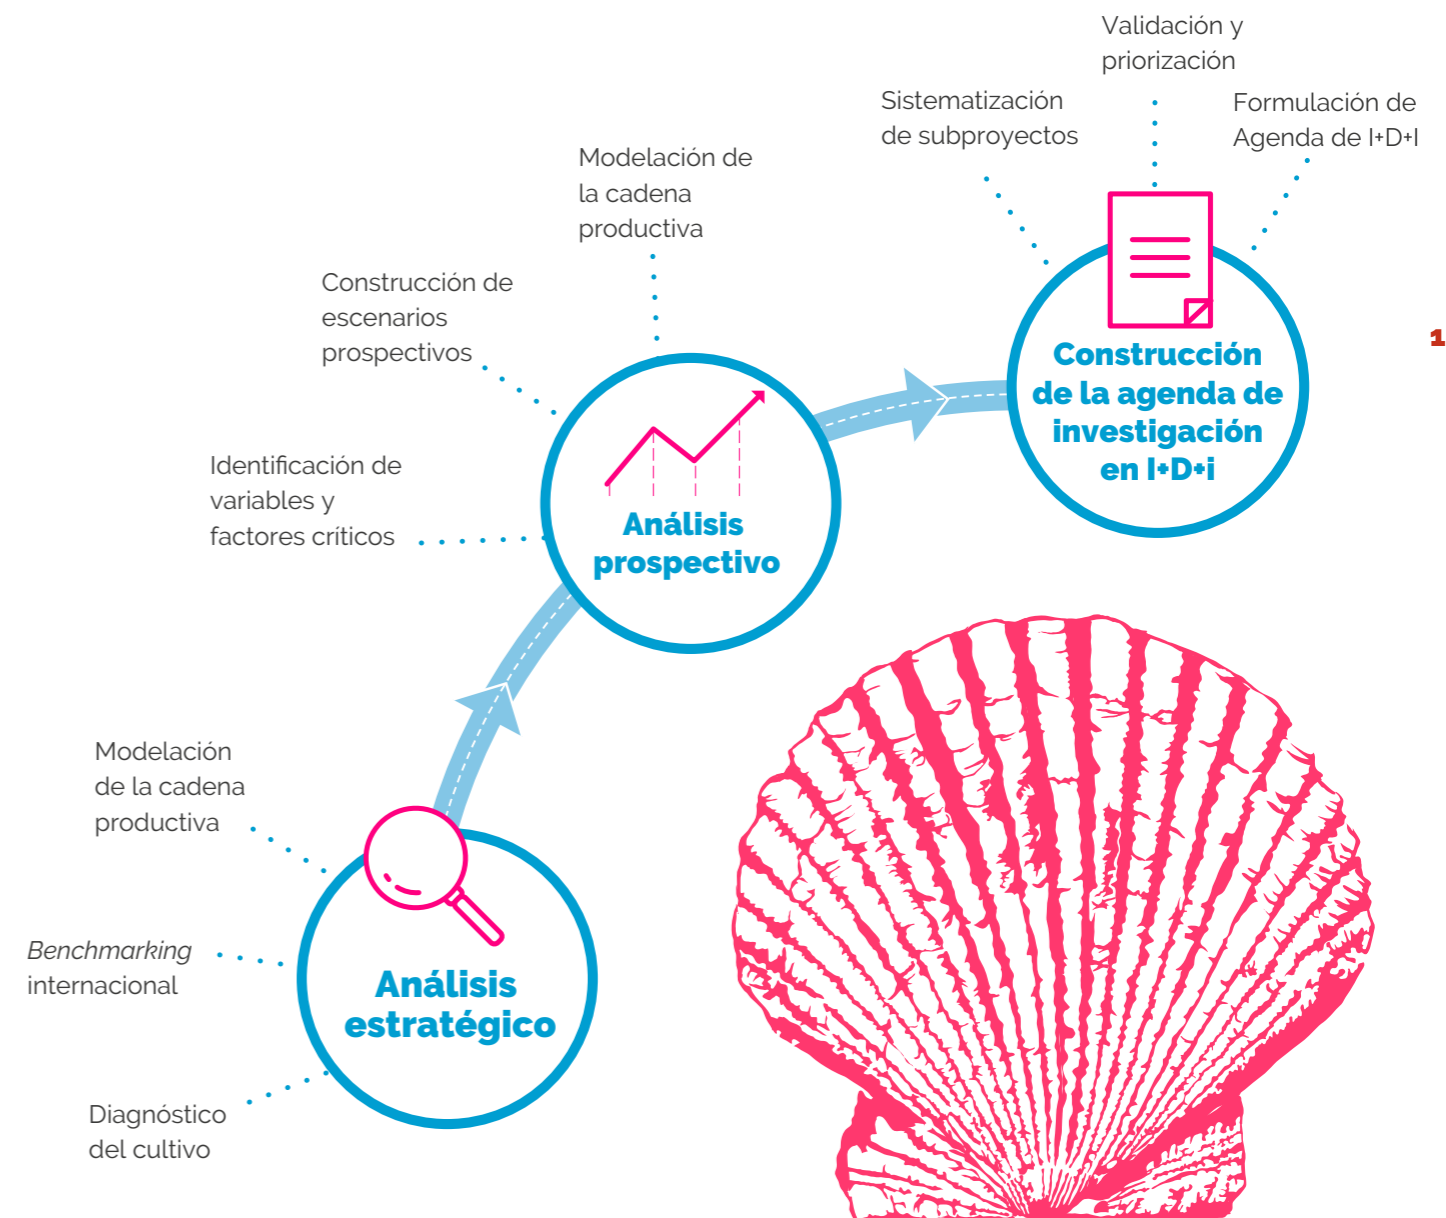 Validación y
priorización
Sistematización
de subproyectos
Formulación de
Agenda de I+D+I
Modelación de
la cadena
productiva
Construcción de
escenarios
prospectivos
Identificación de
variables y
factores críticos
Construcción
de la agenda de
investigación
en I+D+i
1
Análisis
prospectivo
Modelación
de la cadena
productiva
Benchmarking
internacional
Análisis
estratégico
Diagnóstico
del cultivo